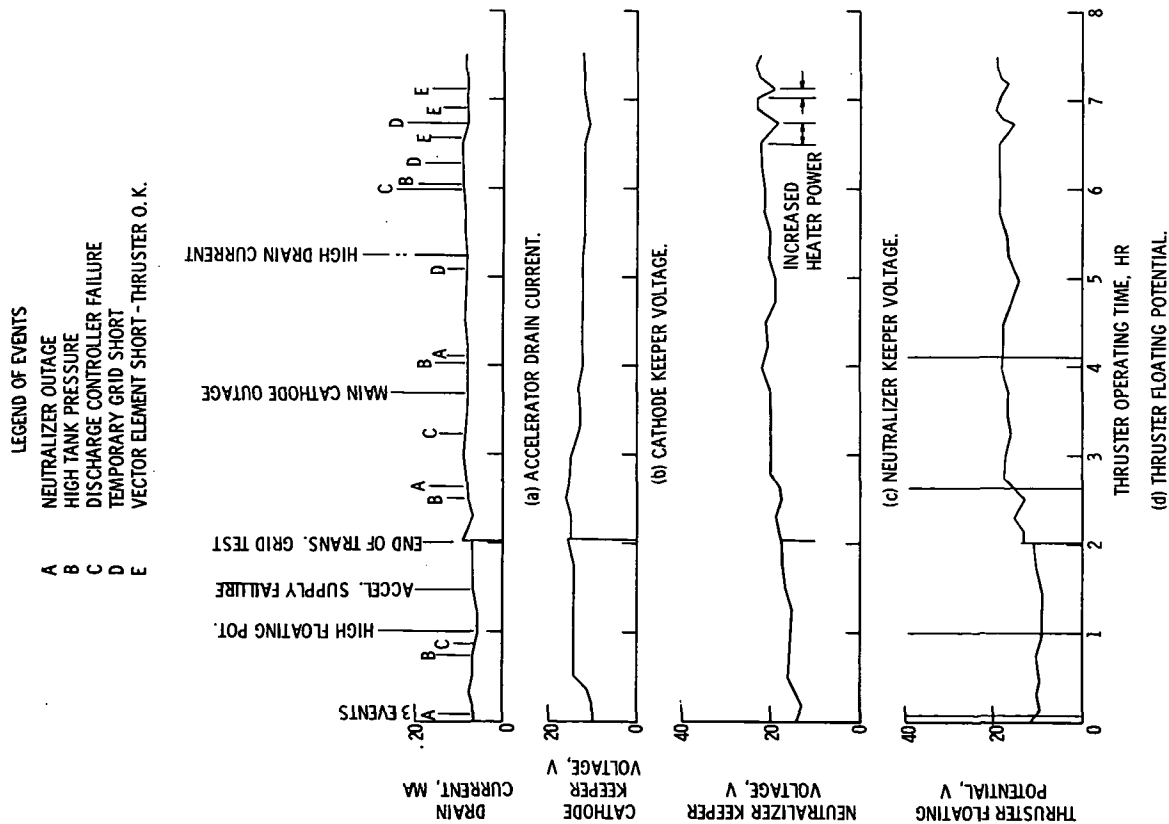 LEGEND OF EVENTS
A NEUTRALIZER OUTAGE
B HIGH TANK PRESSURE
C DISCHARGE CONTROLLER FAILURE
D TEMPORARY GRID SHORT
E VECTOR ELEMENT SHORT-THRUSTER O.K.
3 EVENTS
HIGH FLOATING POT.
ACCEL. SUPPLY FAILURE
END OF TRANS. GRID TEST
MAIN CATHODE OUTAGE
HIGH DRAIN CURRENT
A B C B A C B A D C B D E D E E
DRAIN
CURRENT, MA
20
0
(a) ACCELERATOR DRAIN CURRENT.
CATHODE
KEEPER
VOLTAGE, V
20
0
(b) CATHODE KEEPER VOLTAGE.
NEUTRALIZER KEEPER
VOLTAGE, V
40
20
0
INCREASED
HEATER POWER
(c) NEUTRALIZER KEEPER VOLTAGE.
THRUSTER FLOATING
POTENTIAL, V
40
20
0
0 1 2 3 4 5 6 7 8
THRUSTER OPERATING TIME, HR
(d) THRUSTER FLOATING POTENTIAL.